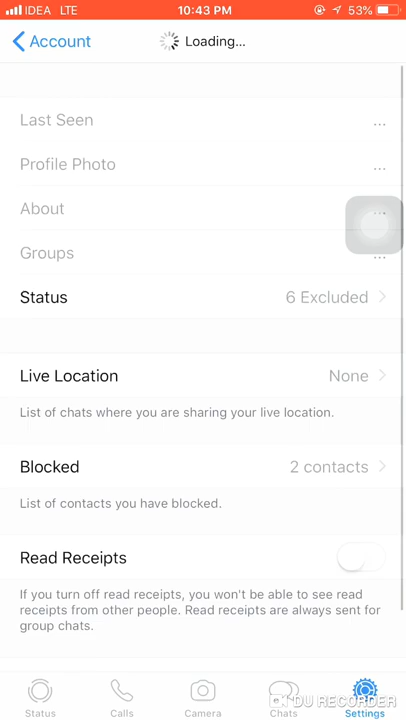 IDEA LTE 10:43 PM 53%
Account Loading...
Last Seen ...
Profile Photo ...
About ...
Groups ...
Status 6 Excluded
Live Location None
List of chats where you are sharing your live location.
Blocked 2 contacts
List of contacts you have blocked.
Read Receipts
If you turn off read receipts, you won't be able to see read
receipts from other people. Read receipts are always sent for
group chats.
DU RECORDER
Status Calls Camera Chats Settings